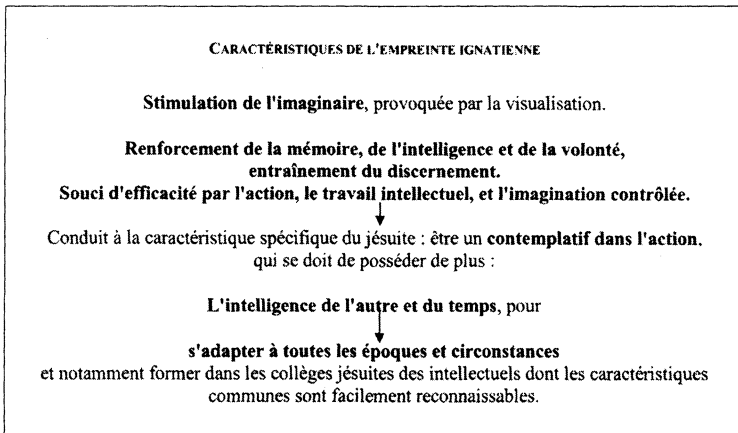 CARACTÉRISTIQUES DE L'EMPREINTE IGNATIENNE
Stimulation de l'imaginaire, provoquée par la visualisation.
Renforcement de la mémoire, de l'intelligence et de la volonté,
entraînement du discernement.
Souci d'efficacité par l'action, le travail intellectuel, et l'imagination contrôlée.
Conduit à la caractéristique spécifique du jésuite : être un contemplatif dans l'action.
qui se doit de posséder de plus :
L'intelligence de l'autre et du temps, pour
s'adapter à toutes les époques et circonstances
et notamment former dans les collèges jésuites des intellectuels dont les caractéristiques
communes sont facilement reconnaissables.